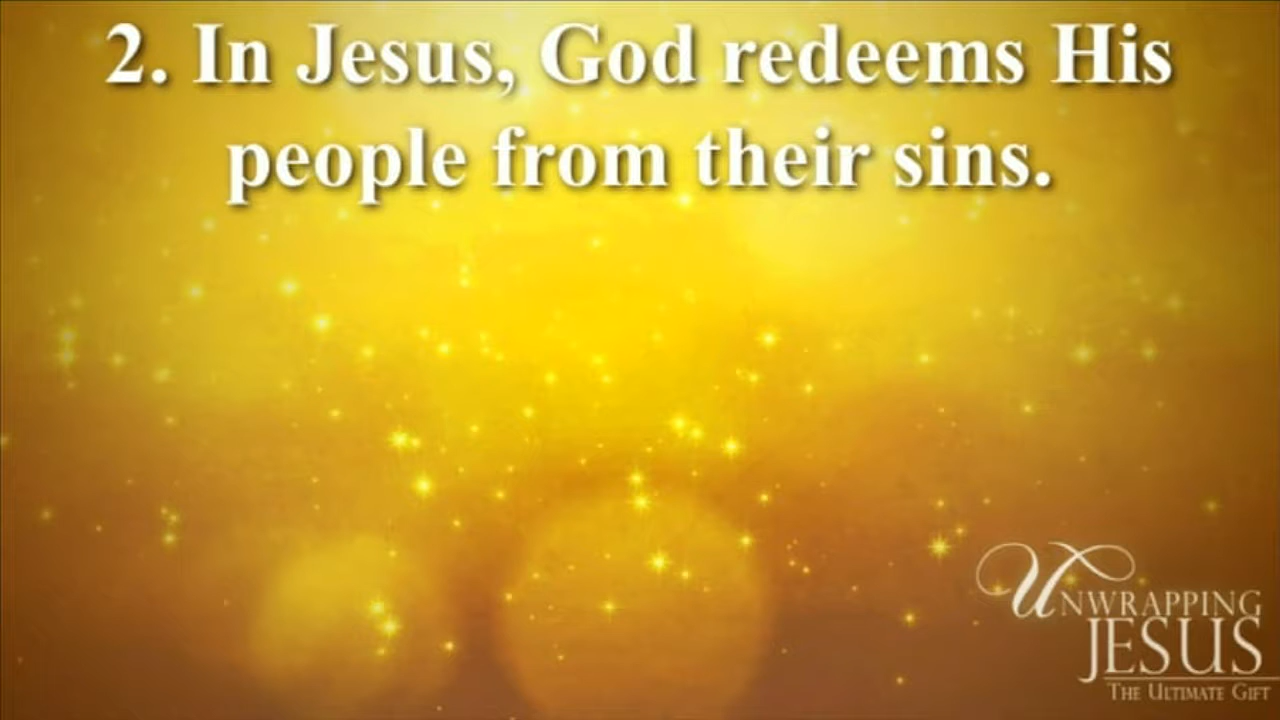 2. In Jesus, God redeems His
people from their sins.
UNWRAPPING
JESUS
THE ULTIMATE GIFT